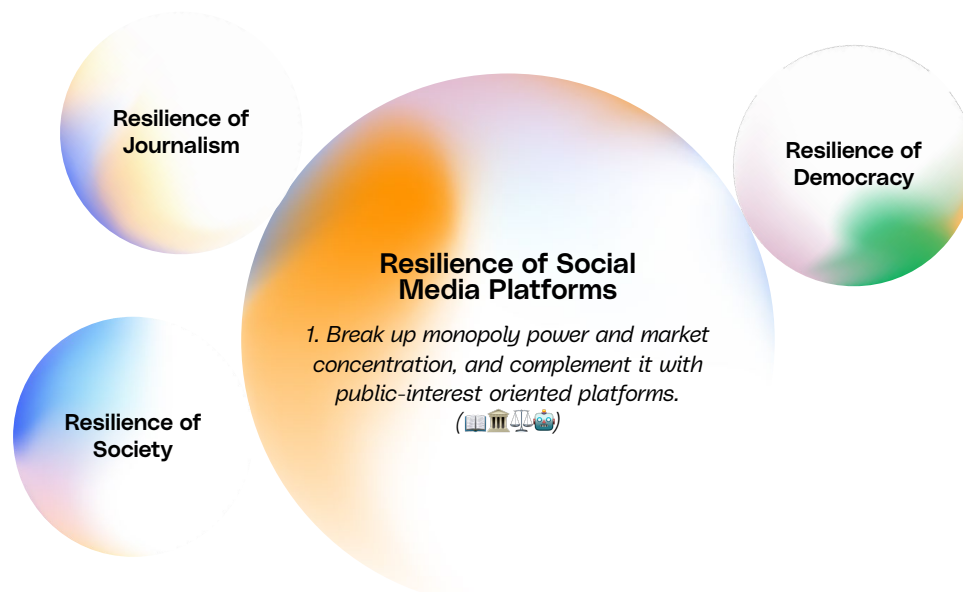 Resilience of
Journalism
Resilience of
Democracy
Resilience of Social
Media Platforms
1. Break up monopoly power and market
concentration, and complement it with
public-interest oriented platforms.
(📖🏛️⚖️🤖)
Resilience of
Society